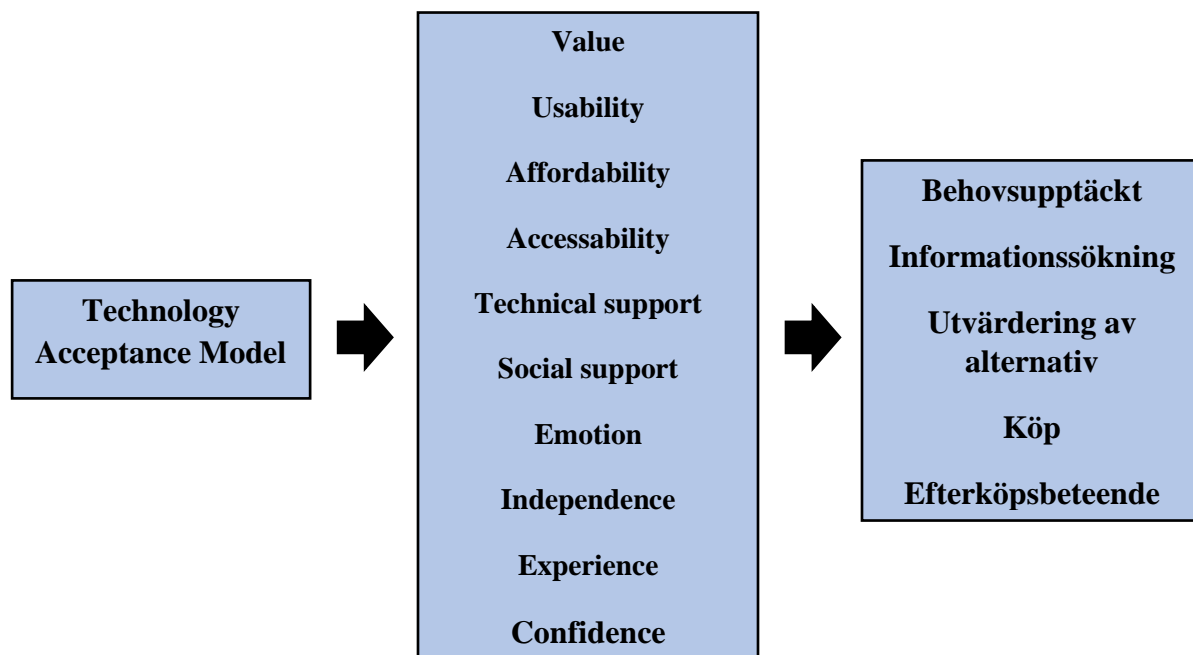 Technology
Acceptance Model
Value
Usability
Affordability
Accessability
Technical support
Social support
Emotion
Independence
Experience
Confidence
Behovsupptäckt
Informationssökning
Utvärdering av
alternativ
Köp
Efterköpsbeteende